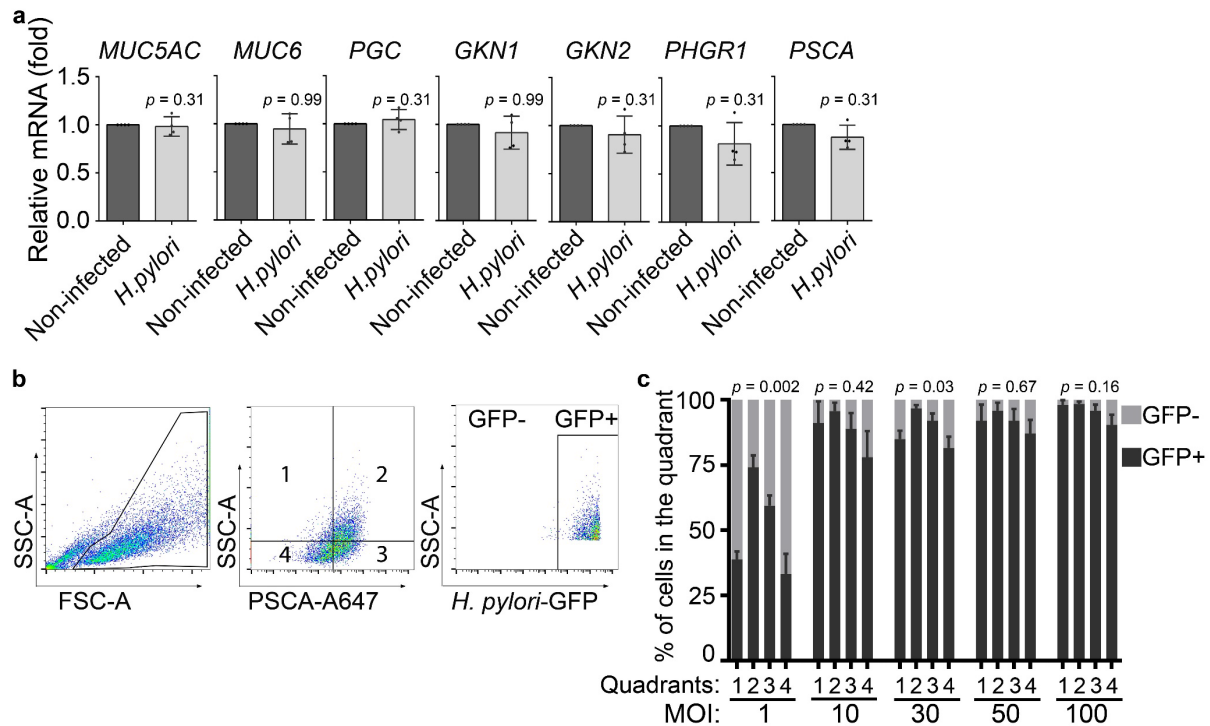 a
MUC5AC MUC6 PGC GKN1 GKN2 PHGR1 PSCA
Relative mRNA (fold)
1.5
1.0
0.5
0.0
p = 0.31 p = 0.99 p = 0.31 p = 0.99 p = 0.31 p = 0.31 p = 0.31
Non-infected H.pylori Non-infected H.pylori Non-infected H.pylori Non-infected H.pylori Non-infected H.pylori Non-infected H.pylori Non-infected H.pylori
b
SSC-A
FSC-A
SSC-A
1 2
4 3
PSCA-A647
SSC-A
GFP- GFP+
H. pylori-GFP
c
p = 0.002 p = 0.42 p = 0.03 p = 0.67 p = 0.16
% of cells in the quadrant
100
75
50
25
0
GFP-
GFP+
Quadrants: 1 2 3 4 1 2 3 4 1 2 3 4 1 2 3 4 1 2 3 4
MOI: 1 10 30 50 100